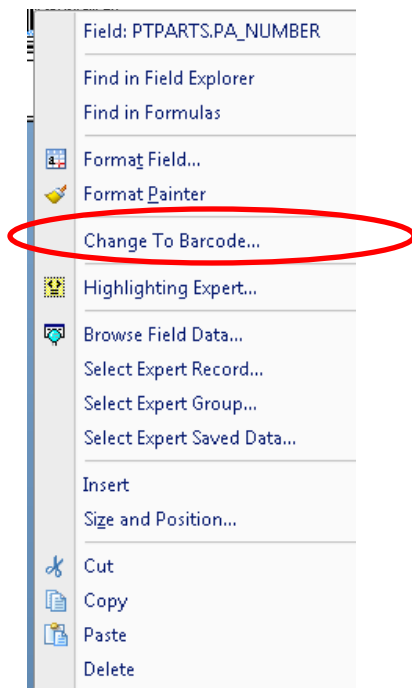 Field: PTPARTS.PA_NUMBER
Find in Field Explorer
Find in Formulas
Format Field...
Format Painter
Change To Barcode...
Highlighting Expert...
Browse Field Data...
Select Expert Record...
Select Expert Group...
Select Expert Saved Data...
Insert
Size and Position...
Cut
Copy
Paste
Delete